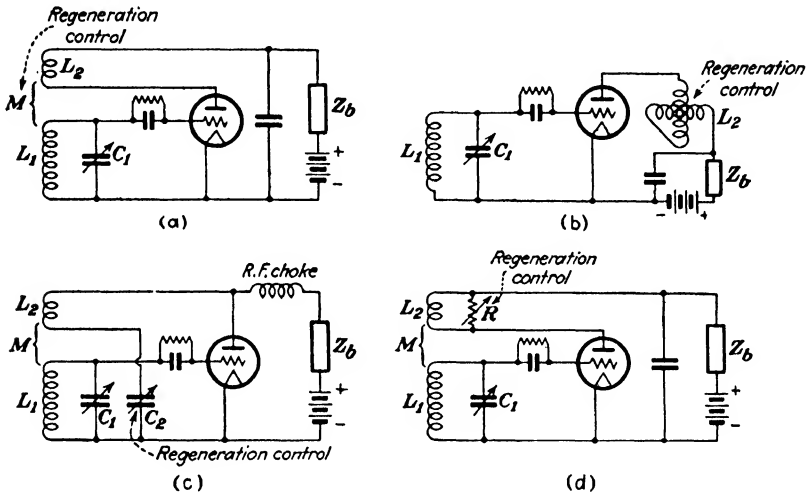 Regeneration
control
L2
M
L1
C1
Zb
+
-
(a)
Regeneration
control
L2
L1
C1
Zb
- +
(b)
R.F. choke
L2
M
L1
C1
C2
Zb
+
-
Regeneration control
(c)
Regeneration
control
L2
R
M
L1
C1
Zb
+
-
(d)